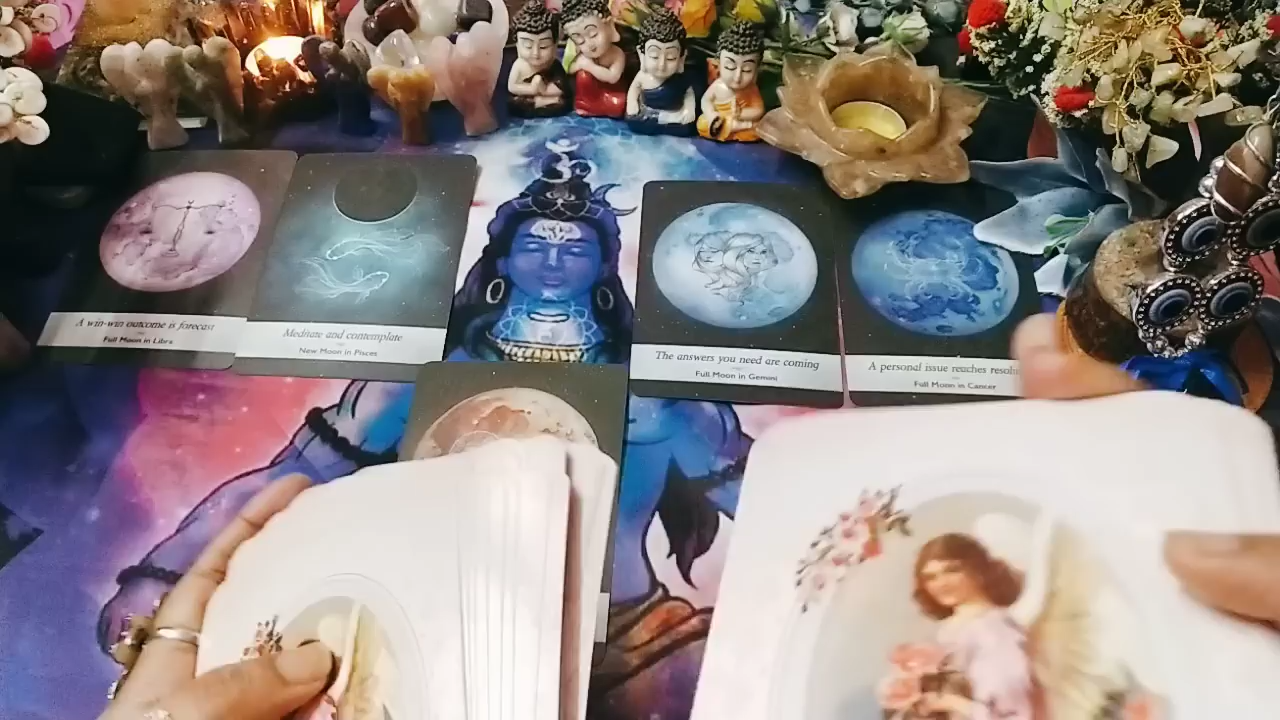 A win-win outcome is forecast
Full Moon in Libra
Meditate and contemplate
New Moon in Pisces
The answers you need are coming
Full Moon in Gemini
A personal issue reaches
Full Moon in Cancer